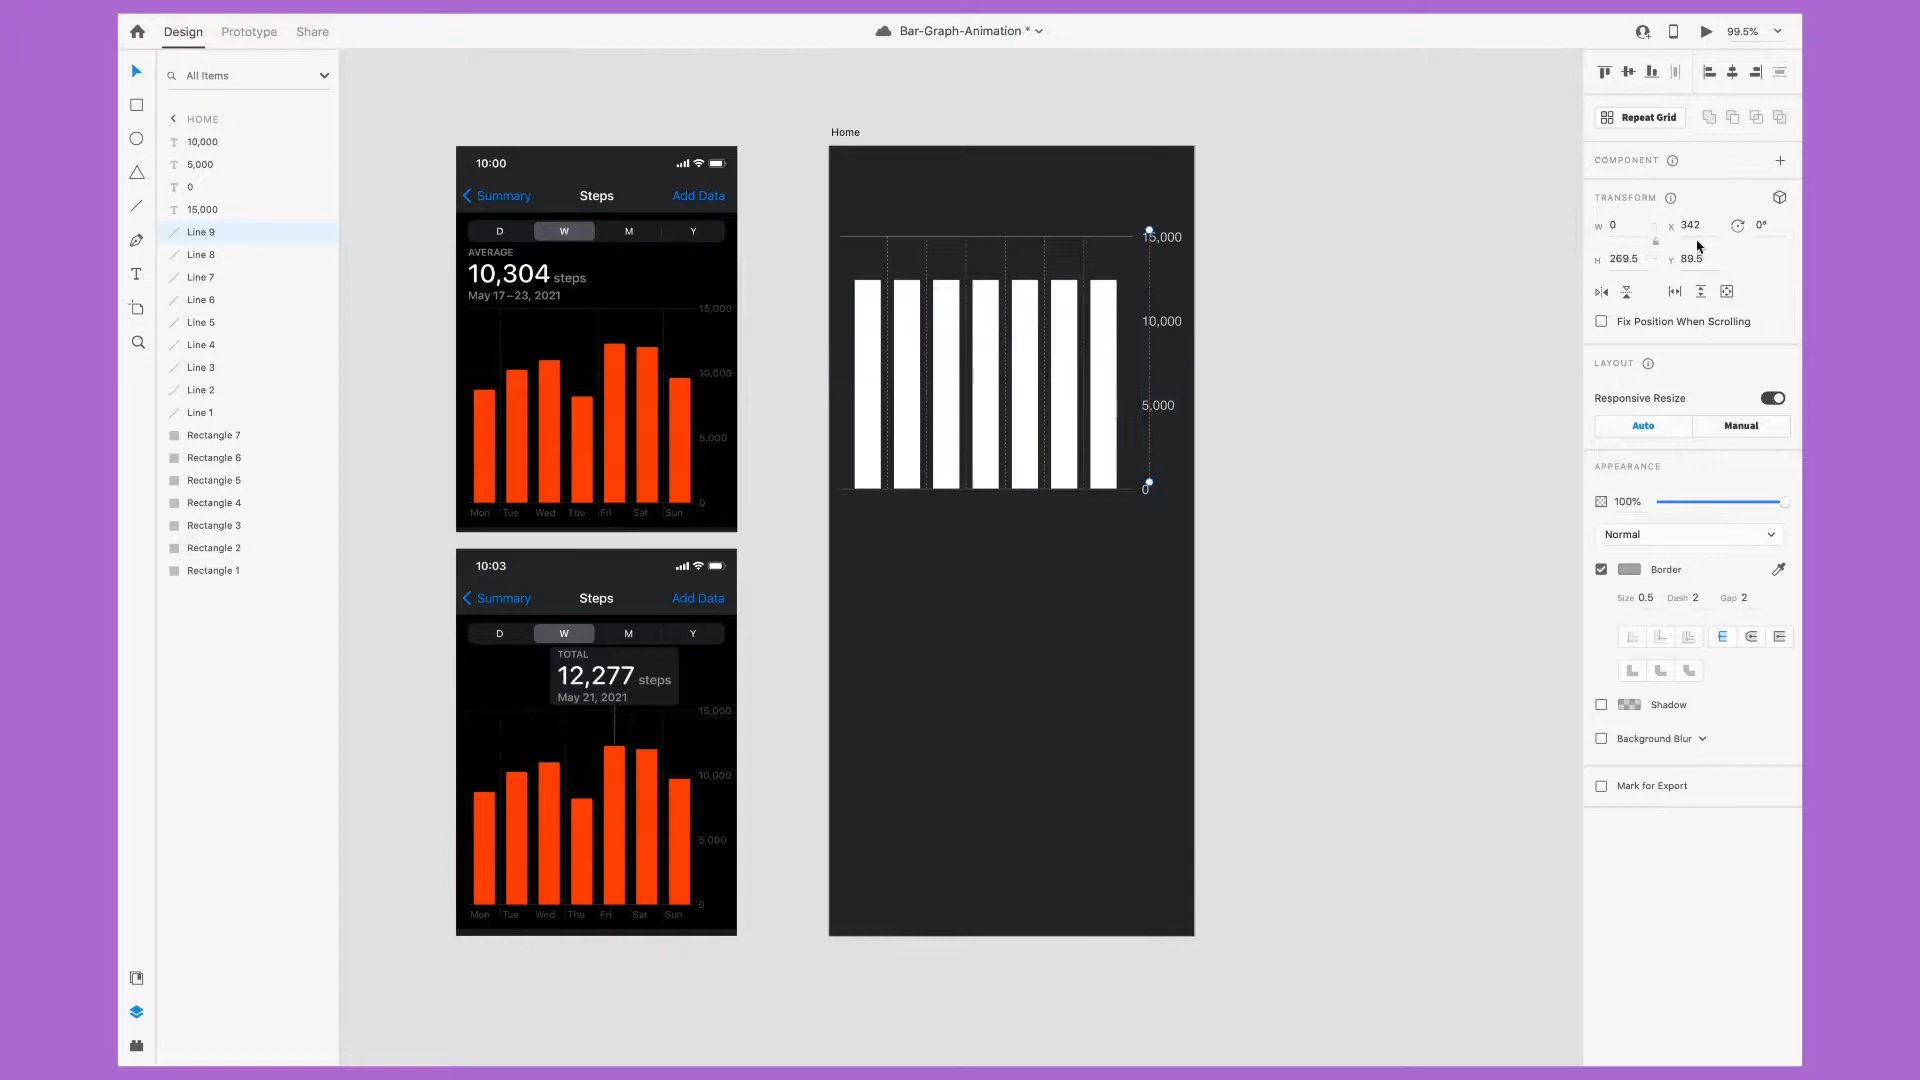 Design Prototype Share
Bar-Graph-Animation *
99.5%
All Items
HOME
10,000
5,000
0
15,000
Line 9
Line 8
Line 7
Line 6
Line 5
Line 4
Line 3
Line 2
Line 1
Rectangle 7
Rectangle 6
Rectangle 5
Rectangle 4
Rectangle 3
Rectangle 2
Rectangle 1
10:00
Summary Steps Add Data
D W M Y
AVERAGE
10,304 steps
May 17–23, 2021
15,000
10,000
5,000
0
Mon Tue Wed Thu Fri Sat Sun
10:03
Summary Steps Add Data
D W M Y
TOTAL
12,277 steps
May 21, 2021
15,000
10,000
5,000
0
Mon Tue Wed Thu Fri Sat Sun
Home
15,000
10,000
5,000
0
Repeat Grid
COMPONENT
TRANSFORM
W 0 X 342 0°
H 269.5 Y 89.5
Fix Position When Scrolling
LAYOUT
Responsive Resize
Auto Manual
APPEARANCE
100%
Normal
Border
Size 0.5 Dash 2 Gap 2
Shadow
Background Blur
Mark for Export